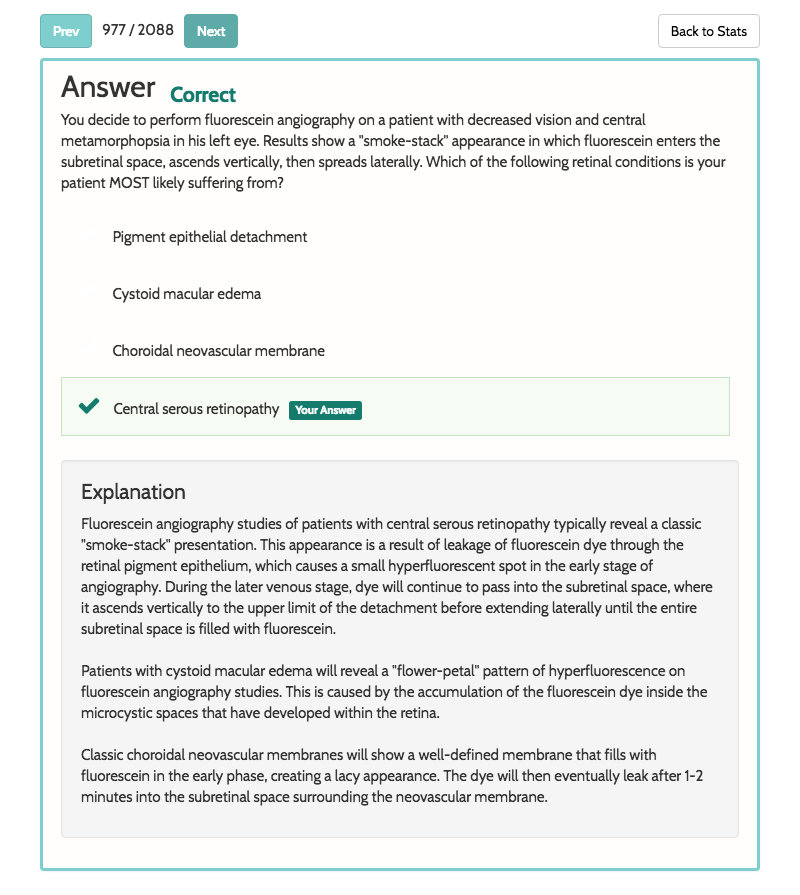 Prev 977 / 2088 Next Back to Stats
Answer Correct
You decide to perform fluorescein angiography on a patient with decreased vision and central
metamorphopsia in his left eye. Results show a "smoke-stack" appearance in which fluorescein enters the
subretinal space, ascends vertically, then spreads laterally. Which of the following retinal conditions is your
patient MOST likely suffering from?
Pigment epithelial detachment
Cystoid macular edema
Choroidal neovascular membrane
Central serous retinopathy Your Answer
Explanation
Fluorescein angiography studies of patients with central serous retinopathy typically reveal a classic
"smoke-stack" presentation. This appearance is a result of leakage of fluorescein dye through the
retinal pigment epithelium, which causes a small hyperfluorescent spot in the early stage of
angiography. During the later venous stage, dye will continue to pass into the subretinal space, where
it ascends vertically to the upper limit of the detachment before extending laterally until the entire
subretinal space is filled with fluorescein.
Patients with cystoid macular edema will reveal a "flower-petal" pattern of hyperfluorescence on
fluorescein angiography studies. This is caused by the accumulation of the fluorescein dye inside the
microcystic spaces that have developed within the retina.
Classic choroidal neovascular membranes will show a well-defined membrane that fills with
fluorescein in the early phase, creating a lacy appearance. The dye will then eventually leak after 1-2
minutes into the subretinal space surrounding the neovascular membrane.